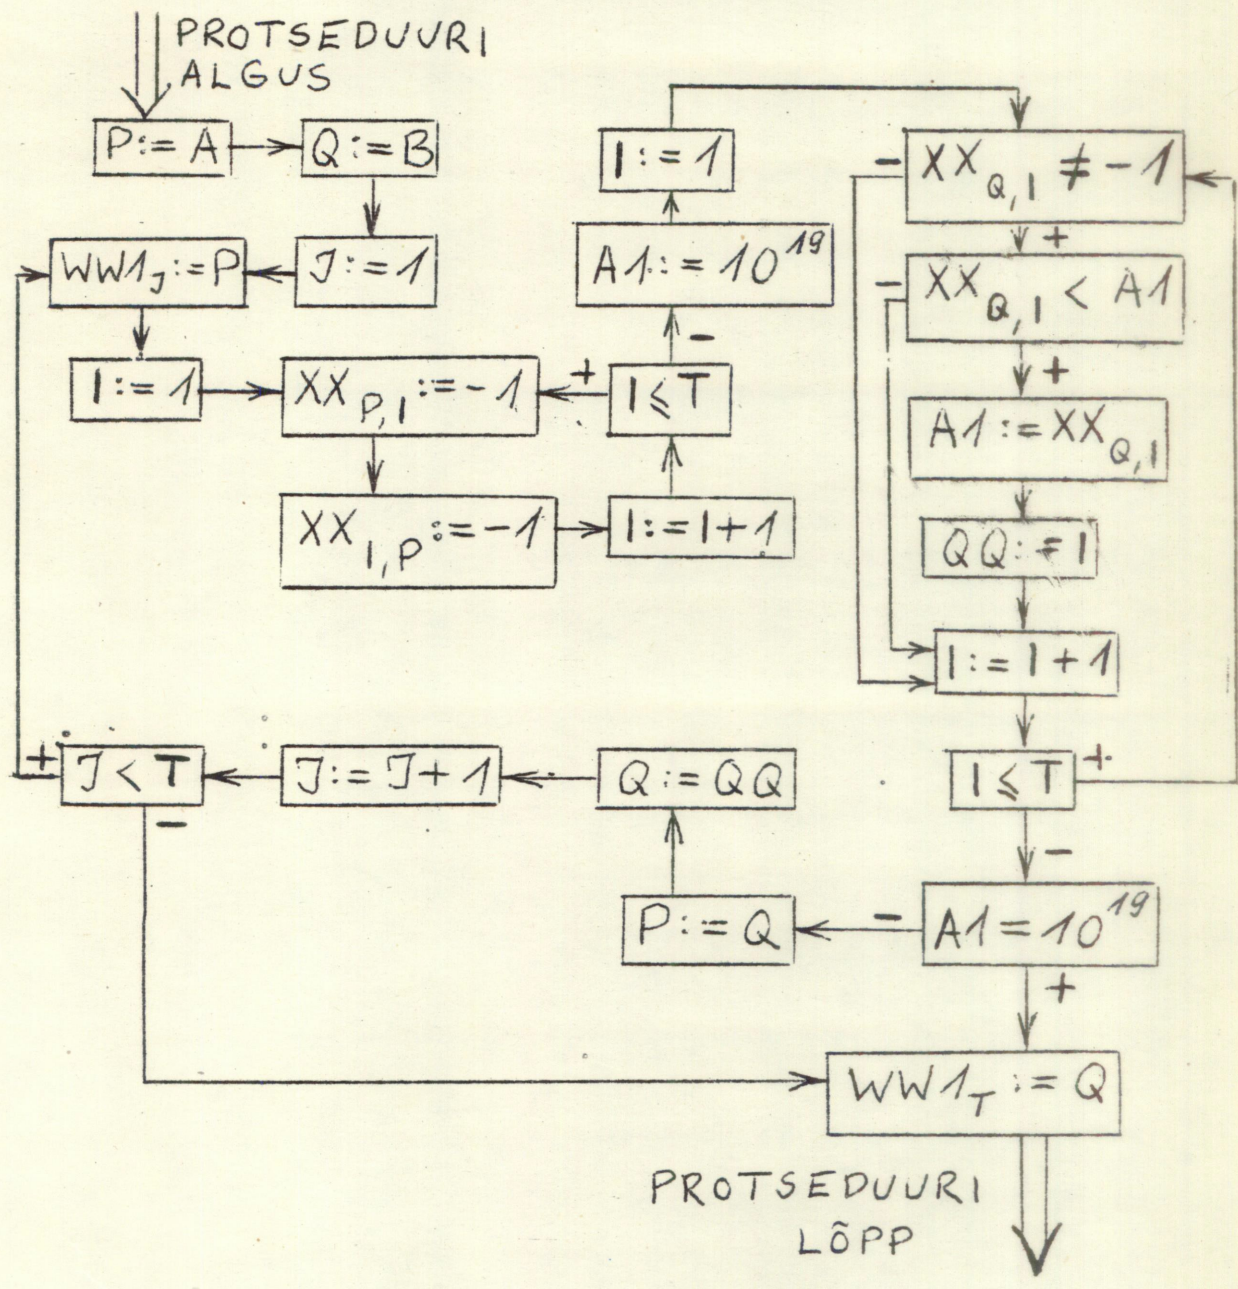 PROTSEDUURI
ALGUS
P:= A
Q:=B
J:=1
WW1J:=P
I:=1
XXP,I:=-1
XXI,P:=-1
I:=I+1
+
I≤T
-
A1:=10^19
I:=1
- XXQ,I ≠ -1
+
- XXQ,I < A1
+
A1:=XXQ,I
QQ:=I
I:=I+1
I≤T +
-
A1=10^19
-
P:=Q
Q:=QQ
J:=J+1
+ J<T
-
+
WW1T:=Q
PROTSEDUURI
LÕPP